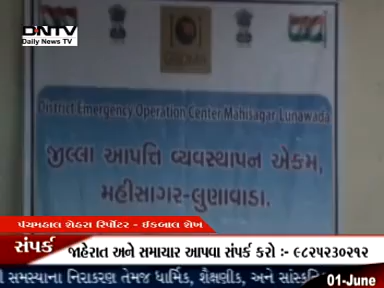 DNTV
Daily News TV
District Emergency Operation Center Mahisagar Lunawada
જીલ્લા આપત્તિ વ્યવસ્થાપન એકમ,
મહીસાગર-લુણાવાડા.
પંચમહાલ શેહરા રિર્પોટર - ઈકબાલ શેખ
સંપર્ક
જાહેરાત અને સમાચાર આપવા સંપર્ક કરો :- ૯૮૨૫૨૩૦૨૧૨
ી સમસ્યાના નિરાકરણ તેમજ ધાર્મિક, શૈક્ષણીક, અને સાંસ્કૃતિ
01-June